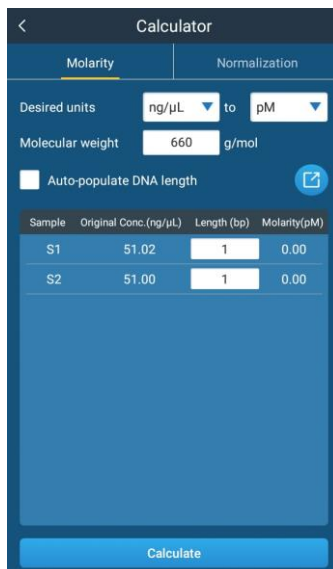 Calculator
Molarity Normalization
Desired units ng/μL to pM
Molecular weight 660 g/mol
Auto-populate DNA length
Sample Original Conc.(ng/μL) Length (bp) Molarity(pM)
S1 51.02 1 0.00
S2 51.00 1 0.00
Calculate